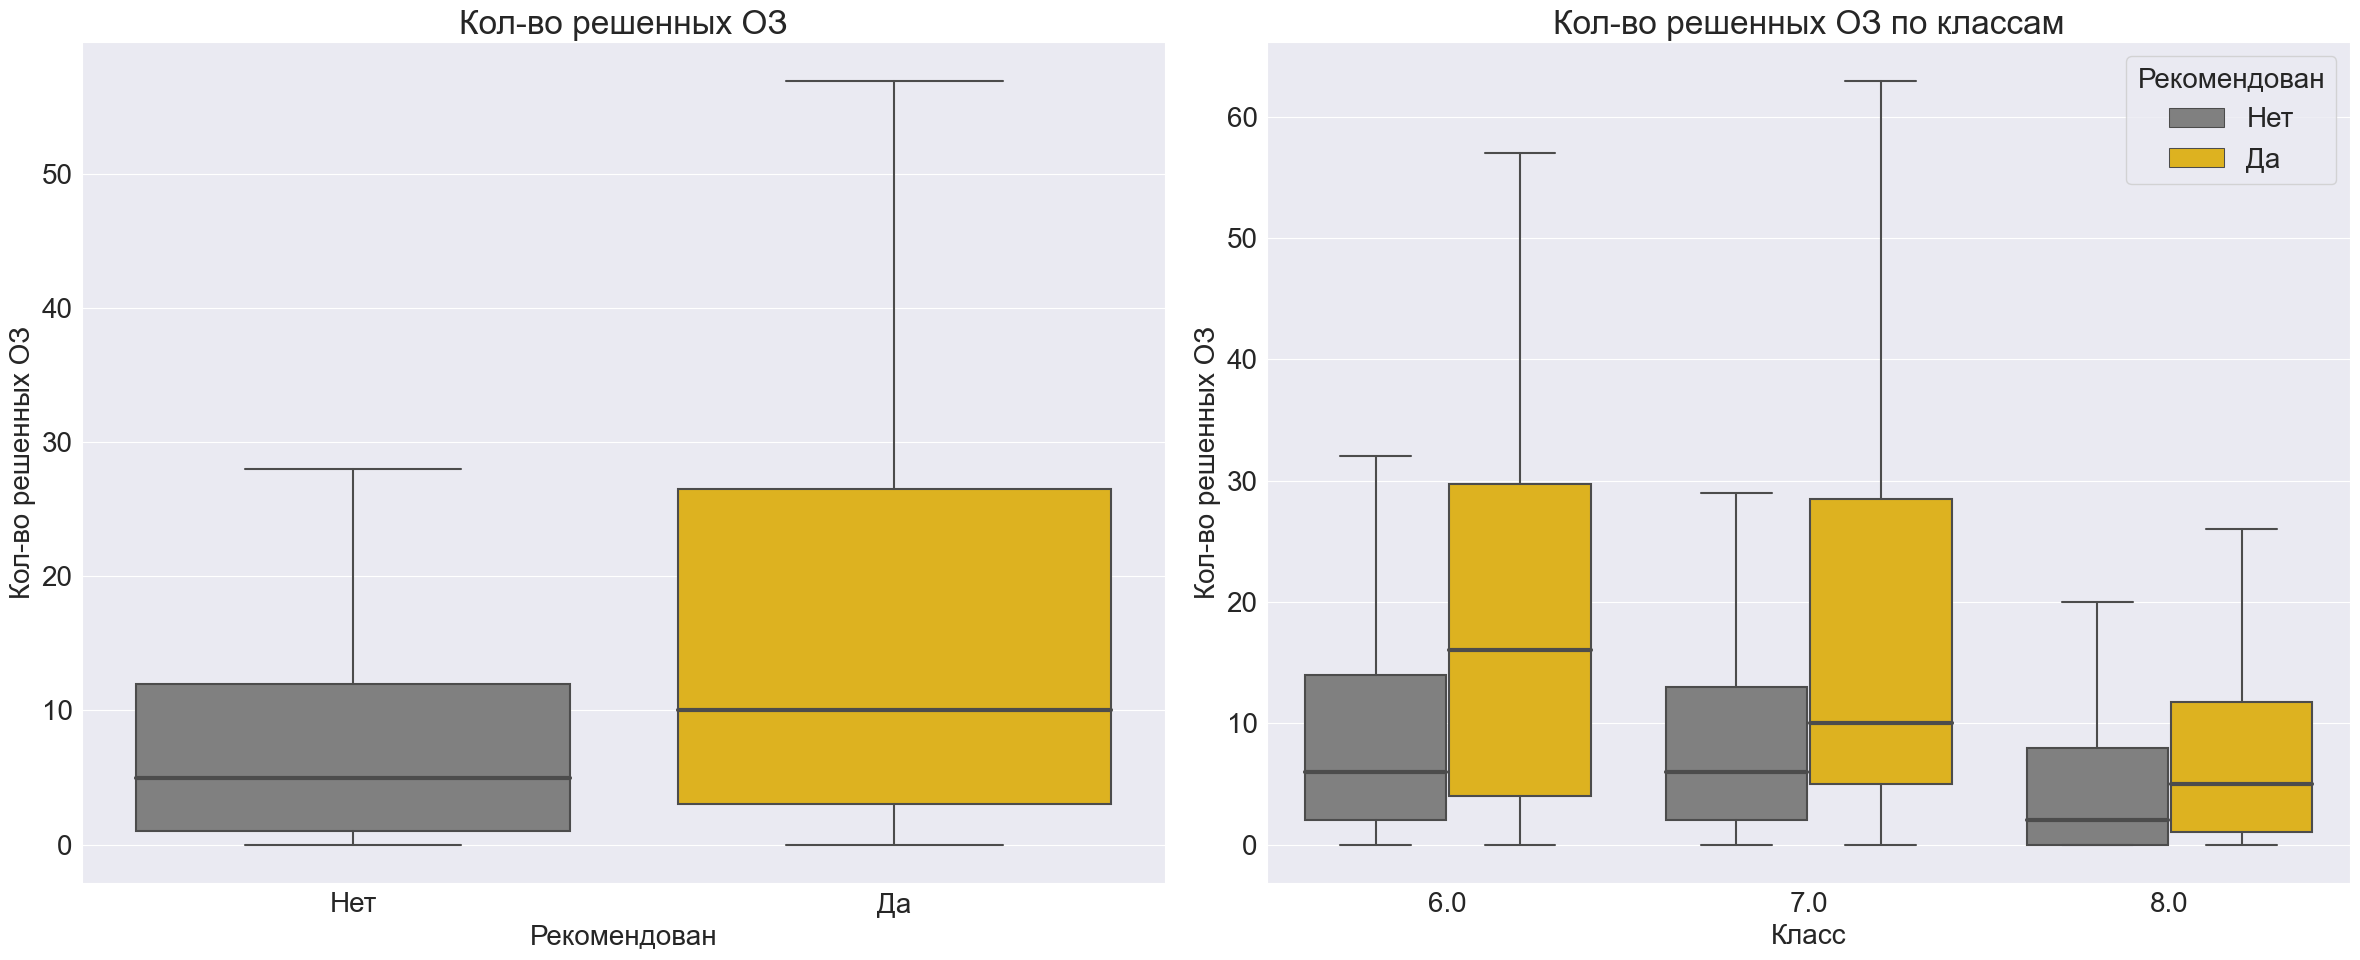 Кол-во решенных ОЗ
Кол-во решенных ОЗ
50
40
30
20
10
0
Нет
Да
Рекомендован
Кол-во решенных ОЗ по классам
Кол-во решенных ОЗ
60
50
40
30
20
10
0
6.0
7.0
8.0
Класс
Рекомендован
Нет
Да